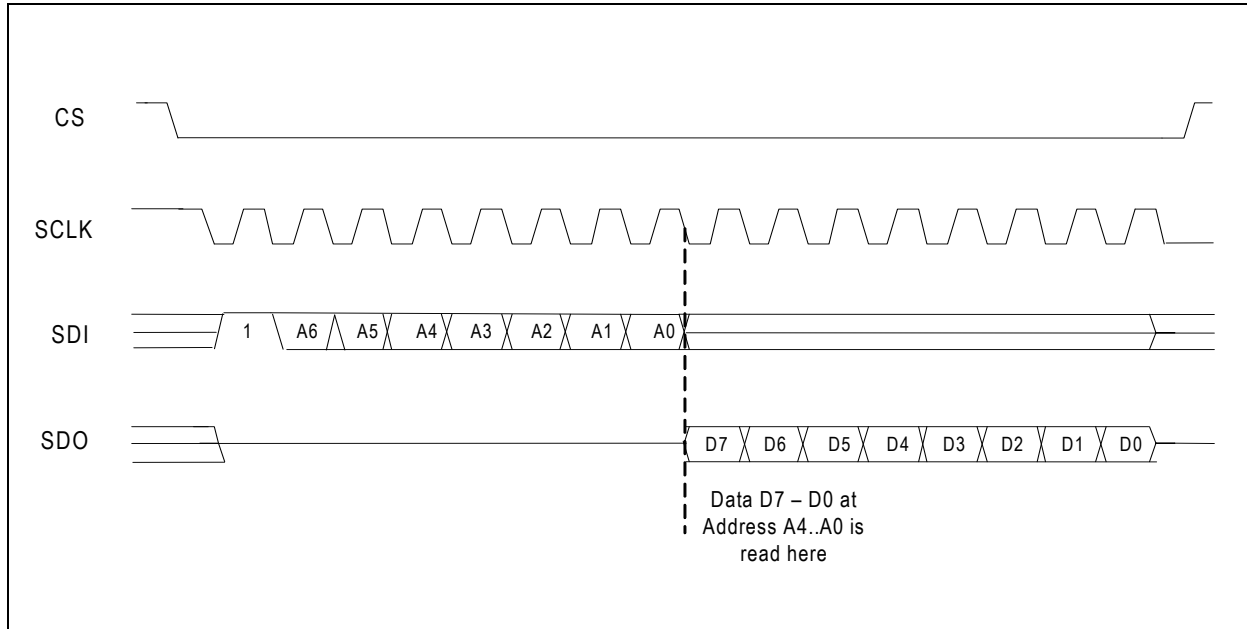 CS
SCLK
SDI
1 A6 A5 A4 A3 A2 A1 A0
SDO
D7 D6 D5 D4 D3 D2 D1 D0
Data D7 – D0 at
Address A4..A0 is
read here